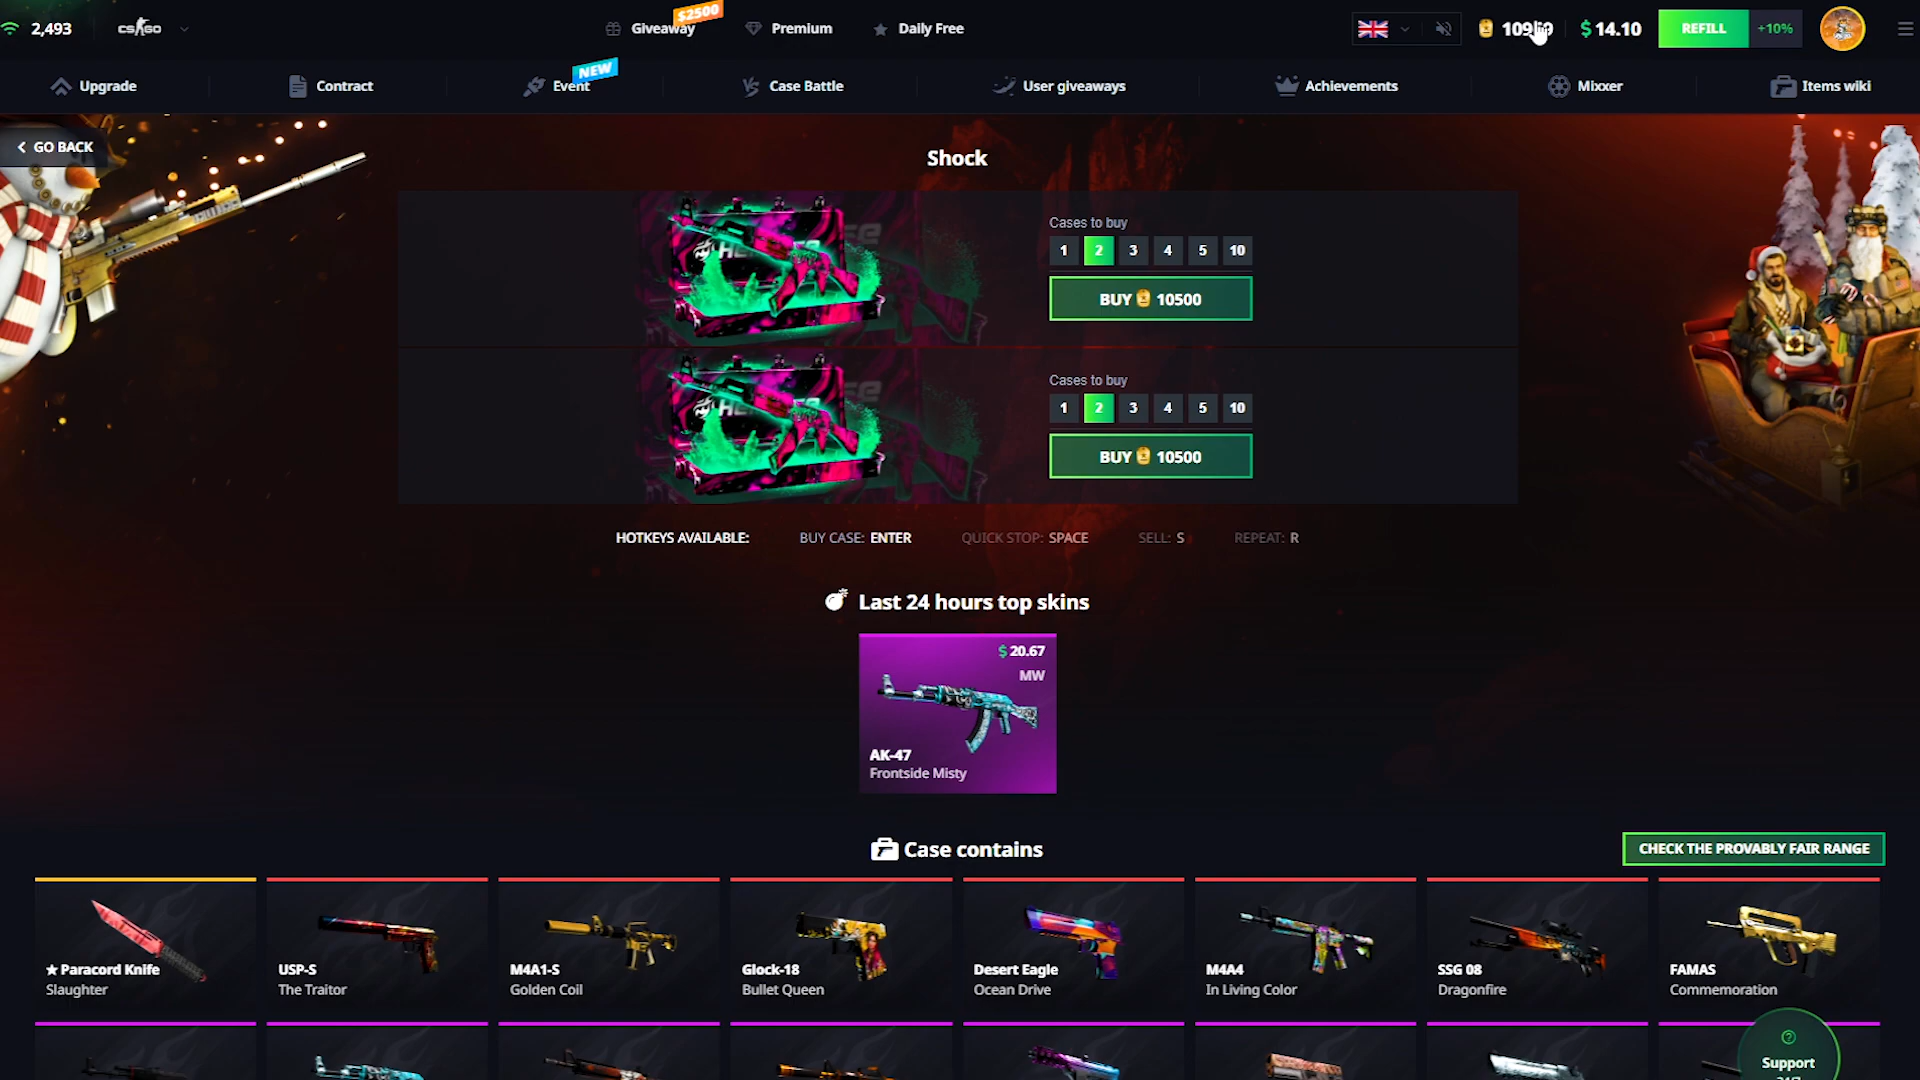 2,493
CS:GO
Giveaway
$2500
Premium
Daily Free
$ 14.10
REFILL
+10%
Upgrade
Contract
Event
NEW
Case Battle
User giveaways
Achievements
Mixxer
Items wiki
GO BACK
Shock
Cases to buy
1 2 3 4 5 10
BUY 10500
Cases to buy
1 2 3 4 5 10
BUY 10500
HOTKEYS AVAILABLE: BUY CASE: ENTER QUICK STOP: SPACE SELL: S REPEAT: R
Last 24 hours top skins
$ 20.67
MW
AK-47
Frontside Misty
Case contains
CHECK THE PROVABLY FAIR RANGE
★ Paracord Knife
Slaughter
USP-S
The Traitor
M4A1-S
Golden Coil
Glock-18
Bullet Queen
Desert Eagle
Ocean Drive
M4A4
In Living Color
SSG 08
Dragonfire
FAMAS
Commemoration
Support